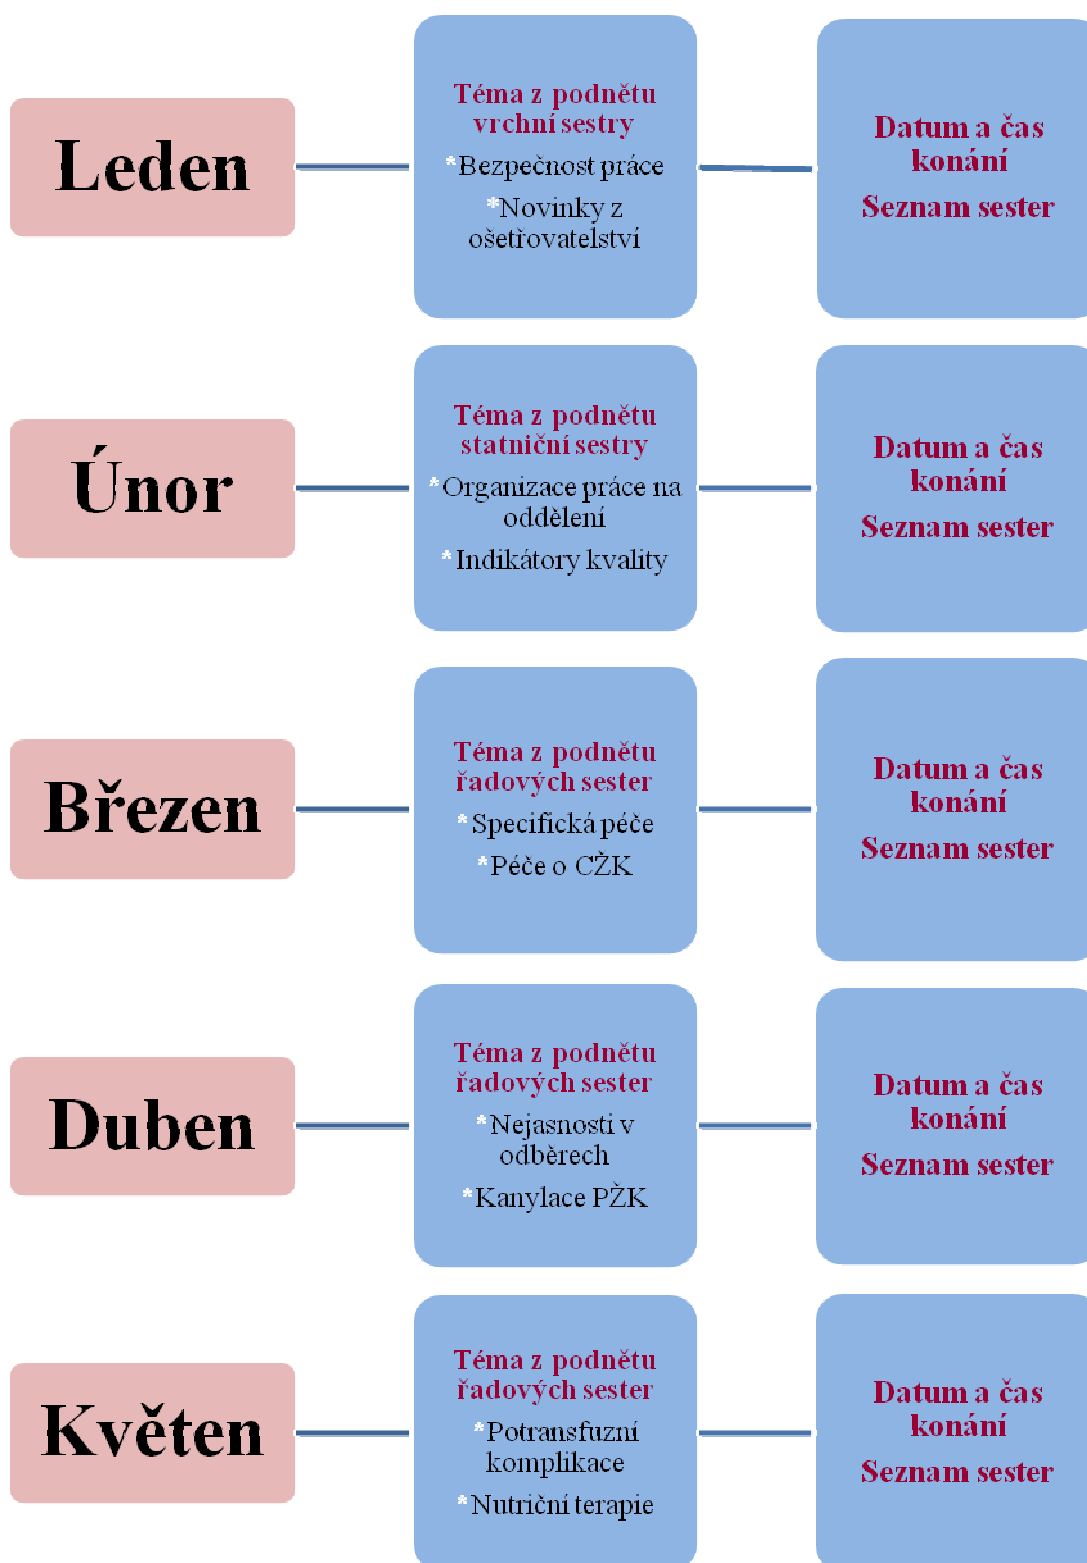 Leden
Téma z podnětu
vrchní sestry
*Bezpečnost práce
*Novinky z
ošetřovatelství
Datum a čas
konání
Seznam sester
Únor
Téma z podnětu
statniční sestry
*Organizace práce na
oddělení
*Indikátory kvality
Datum a čas
konání
Seznam sester
Březen
Téma z podnětu
řadových sester
*Specifická péče
*Péče o CŽK
Datum a čas
konání
Seznam sester
Duben
Téma z podnětu
řadových sester
*Nejasnosti v
odběrech
*Kanylace PŽK
Datum a čas
konání
Seznam sester
Květen
Téma z podnětu
řadových sester
*Potransfuzní
komplikace
*Nutriční terapie
Datum a čas
konání
Seznam sester